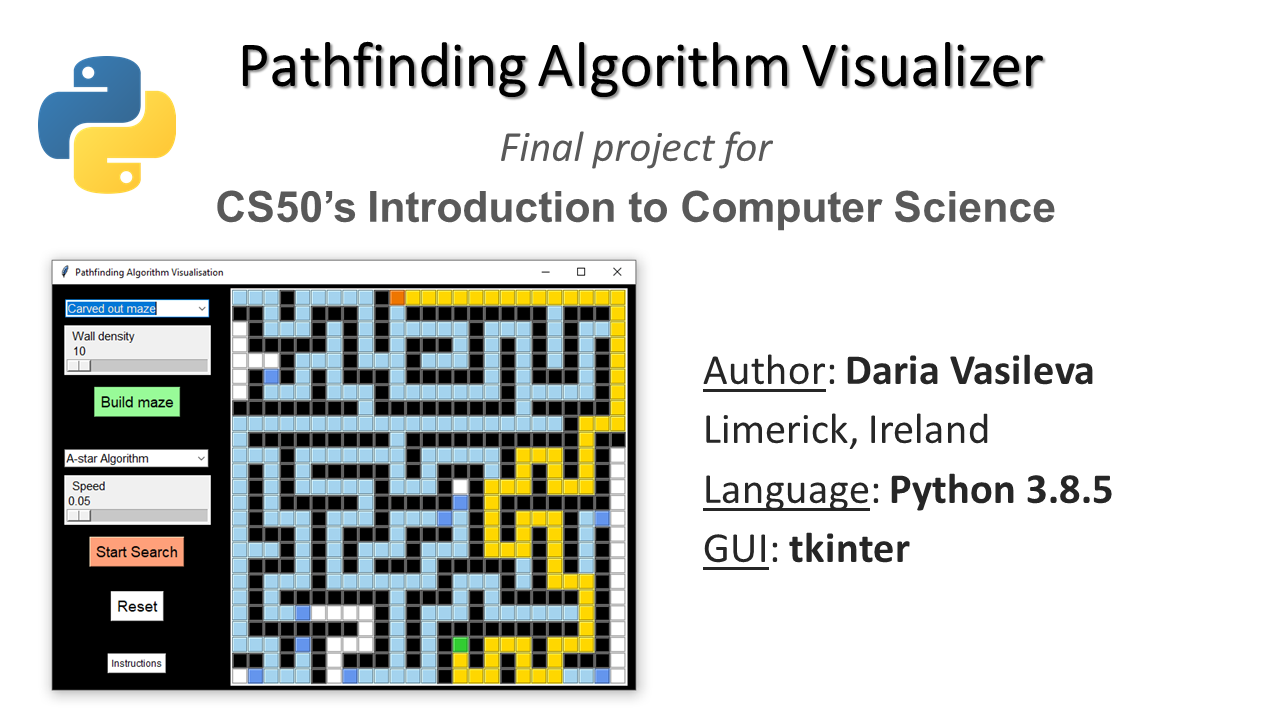 Pathfinding Algorithm Visualizer
Final project for
CS50’s Introduction to Computer Science
Pathfinding Algorithm Visualisation
Carved out maze
Wall density
10
Build maze
A-star Algorithm
Speed
0.05
Start Search
Reset
Instructions
Author: Daria Vasileva
Limerick, Ireland
Language: Python 3.8.5
GUI: tkinter